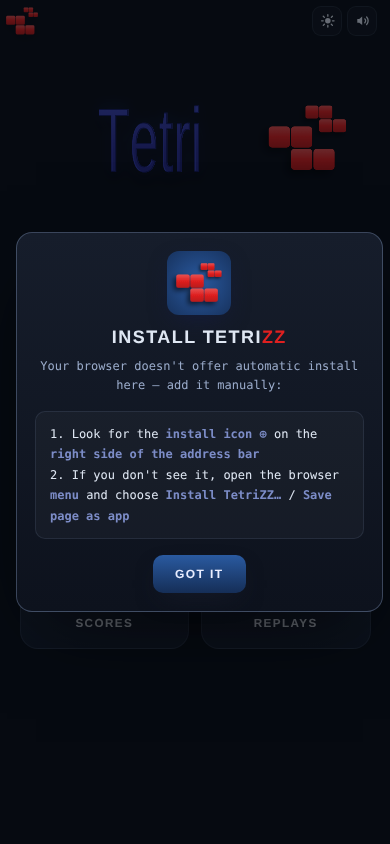 Tetri
INSTALL TETRIZZ
Your browser doesn't offer automatic install
here — add it manually:
1. Look for the install icon ⊕ on the
right side of the address bar
2. If you don't see it, open the browser
menu and choose Install TetriZZ… / Save
page as app
GOT IT
SCORES REPLAYS